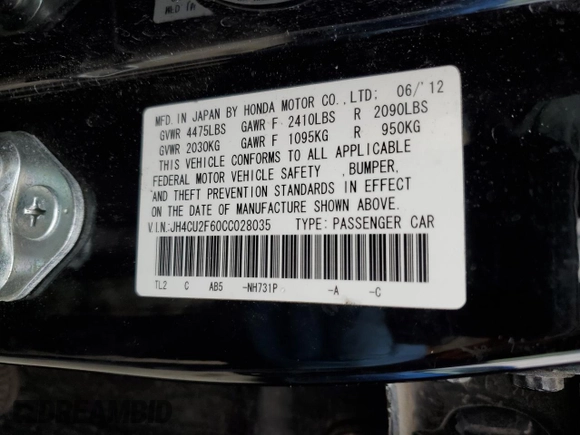 MFD. IN JAPAN BY HONDA MOTOR CO.,LTD: 06/'12
GVWR 4475LBS GAWR F 2410LBS R 2090LBS
GVWR 2030KG GAWR F 1095KG R 950KG
THIS VEHICLE CONFORMS TO ALL APPLICABLE
FEDERAL MOTOR VEHICLE SAFETY ,BUMPER,
AND THEFT PREVENTION STANDARDS IN EFFECT
ON THE DATE OF MANUFACTURE SHOWN ABOVE.
V.I.N.:JH4CU2F60CC028035 TYPE: PASSENGER CAR
TL2 C AB5 -NH731P -A -C
DREAMBID